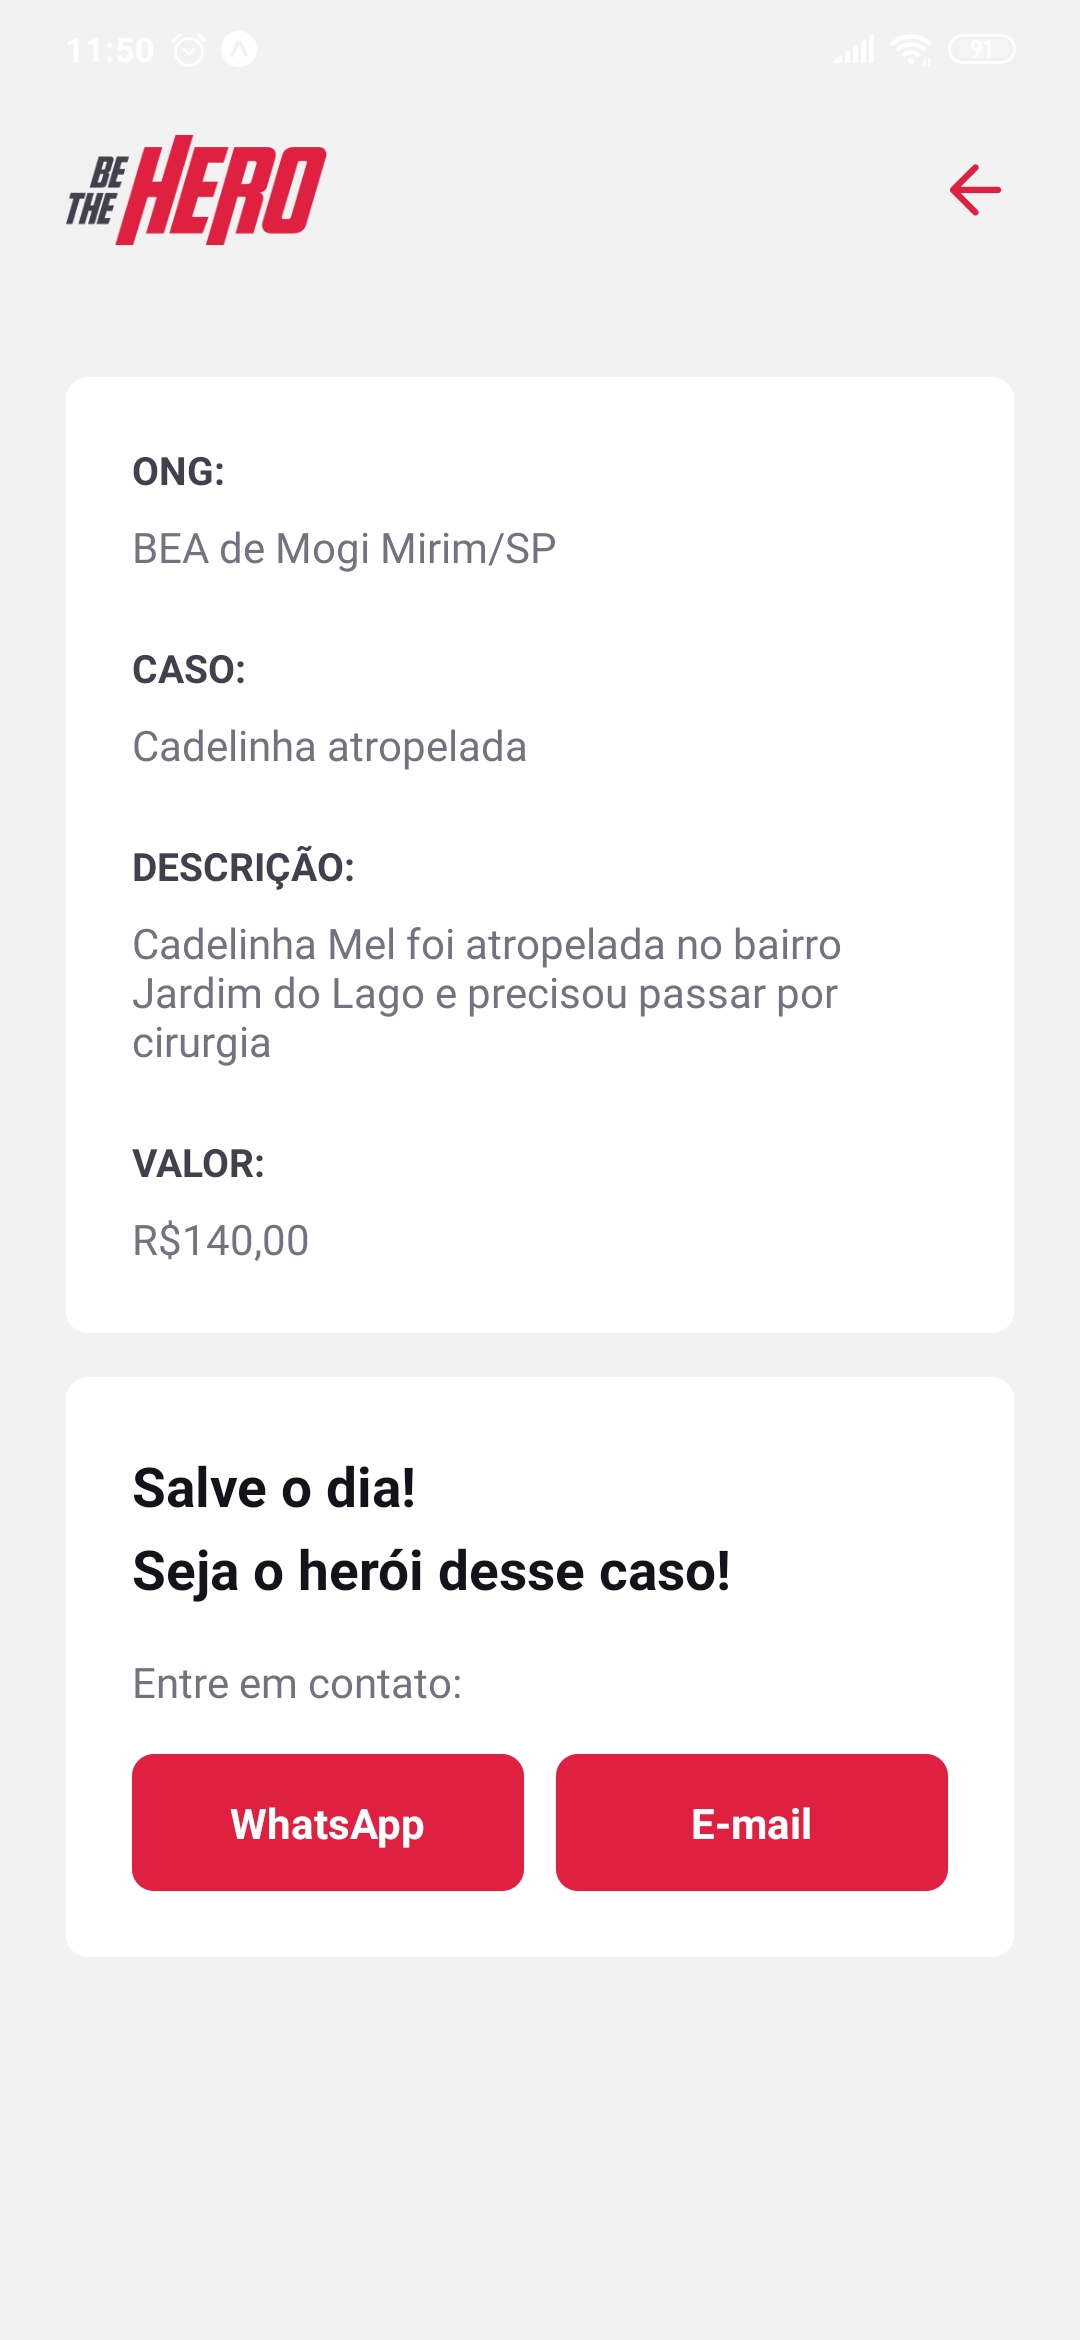 11:50
91
BE
THE
HERO
ONG:
BEA de Mogi Mirim/SP
CASO:
Cadelinha atropelada
DESCRIÇÃO:
Cadelinha Mel foi atropelada no bairro
Jardim do Lago e precisou passar por
cirurgia
VALOR:
R$140,00
Salve o dia!
Seja o herói desse caso!
Entre em contato:
WhatsApp
E-mail